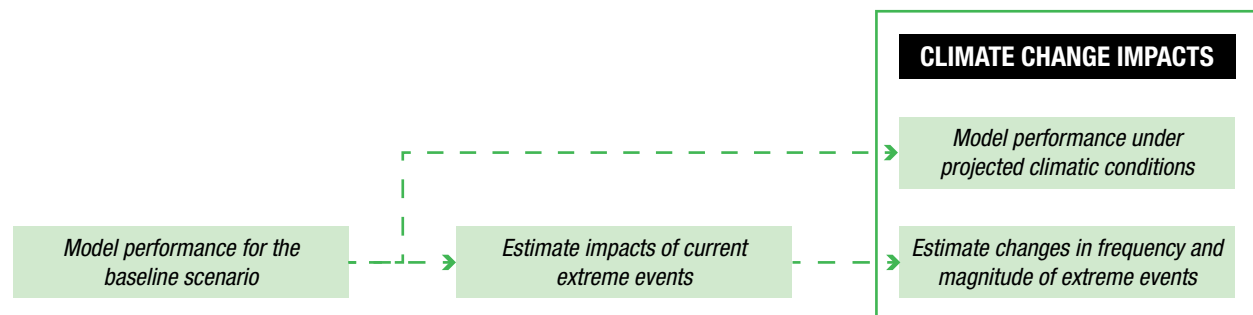 CLIMATE CHANGE IMPACTS
Model performance under
projected climatic conditions
Model performance for the
baseline scenario
Estimate impacts of current
extreme events
Estimate changes in frequency and
magnitude of extreme events